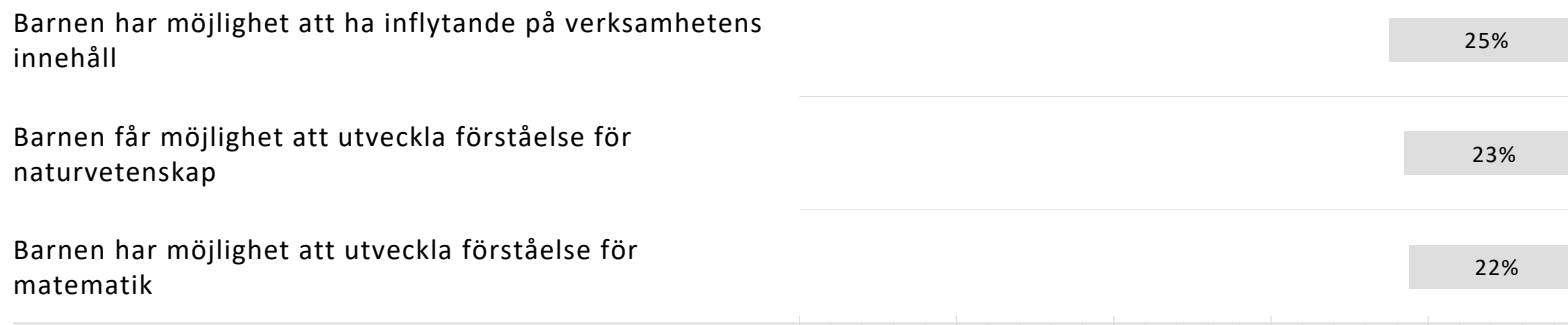 Barnen har möjlighet att ha inflytande på verksamhetens
innehåll
25%
Barnen får möjlighet att utveckla förståelse för
naturvetenskap
23%
Barnen har möjlighet att utveckla förståelse för
matematik
22%